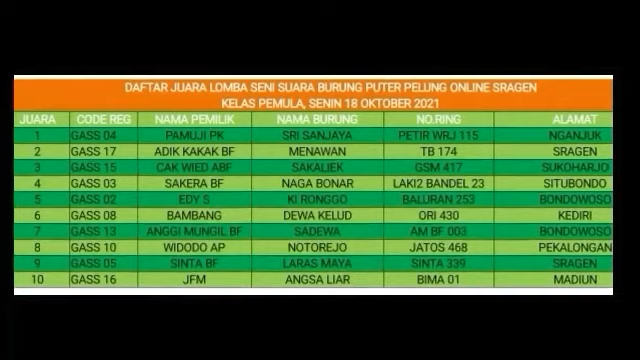 DAFTAR JUARA LOMBA SENI SUARA BURUNG PUTER PELUNG ONLINE SRAGEN
KELAS PEMULA, SENIN 18 OKTOBER 2021
JUARA CODE REG NAMA PEMILIK NAMA BURUNG NO.RING ALAMAT
1 GASS 04 PAMUJI PK SRI SANJAYA PETIR WRJ 115 NGANJUK
2 GASS 17 ADIK KAKAK BF MENAWAN TB 174 SRAGEN
3 GASS 15 CAK WIED ABF SAKALIEK GSM 417 SUKOHARJO
4 GASS 03 SAKERA BF NAGA BONAR LAKI2 BANDEL 23 SITUBONDO
5 GASS 02 EDY S KI RONGGO BALURAN 253 BONDOWOSO
6 GASS 08 BAMBANG DEWA KELUD ORI 430 KEDIRI
7 GASS 13 ANGGI MUNGIL BF SADEWA AM BF 003 BONDOWOSO
8 GASS 10 WIDODO AP NOTOREJO JATOS 468 PEKALONGAN
9 GASS 05 SINTA BF LARAS MAYA SINTA 339 SRAGEN
10 GASS 16 JFM ANGSA LIAR BIMA 01 MADIUN